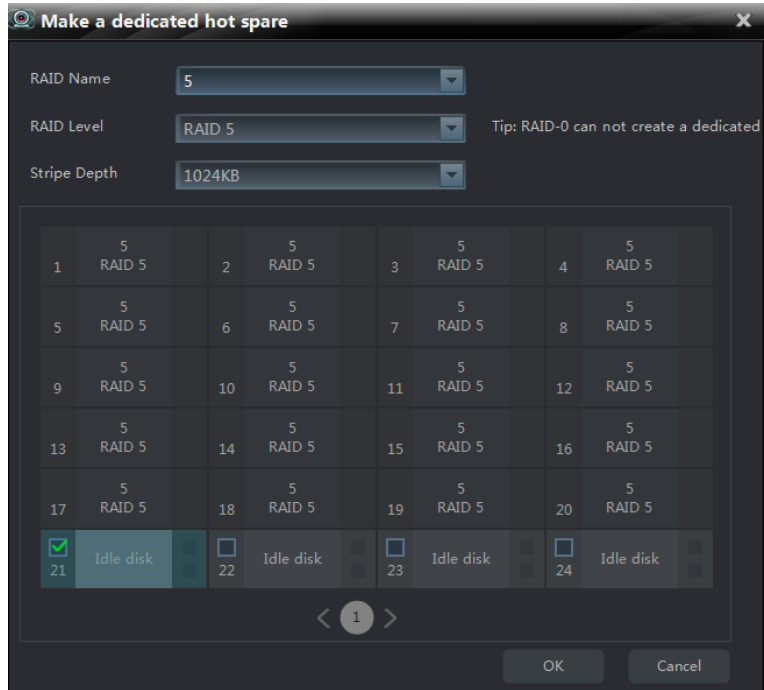 Make a dedicated hot spare
RAID Name 5
RAID Level RAID 5 Tip: RAID-0 can not create a dedicated
Stripe Depth 1024KB
5 5 5 5
1 RAID 5 2 RAID 5 3 RAID 5 4 RAID 5
5 5 5 5
5 RAID 5 6 RAID 5 7 RAID 5 8 RAID 5
5 5 5 5
9 RAID 5 10 RAID 5 11 RAID 5 12 RAID 5
5 5 5 5
13 RAID 5 14 RAID 5 15 RAID 5 16 RAID 5
5 5 5 5
17 RAID 5 18 RAID 5 19 RAID 5 20 RAID 5
Idle disk Idle disk Idle disk Idle disk
21 22 23 24
1
OK Cancel